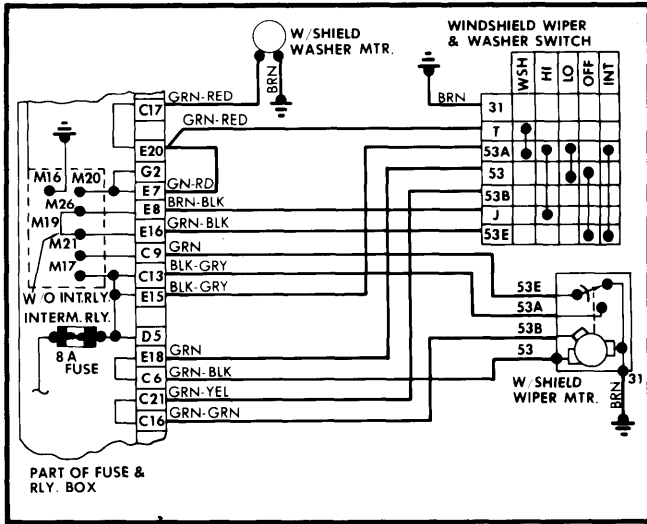 W/SHIELD
WASHER MTR.
WINDSHIELD WIPER
& WASHER SWITCH
WSH HI LO OFF INT
BRN
BRN
31
C17 GRN-RED
GRN-RED
T
E20
53A
G2
M16 M20
E7 GN-RD
53
M26
E8 BRN-BLK
53B
M19
J
E16 GRN-BLK
53E
M21
C9 GRN
M17
C13 BLK-GRY
E15 BLK-GRY
W/O INT.RLY.
INTERM. RLY.
53E
53A
D5
53B
8 A
FUSE
E18 GRN
53
C6 GRN-BLK
C21 GRN-YEL
C16 GRN-GRN
W/SHIELD
WIPER MTR.
31
BRN
PART OF FUSE &
RLY. BOX